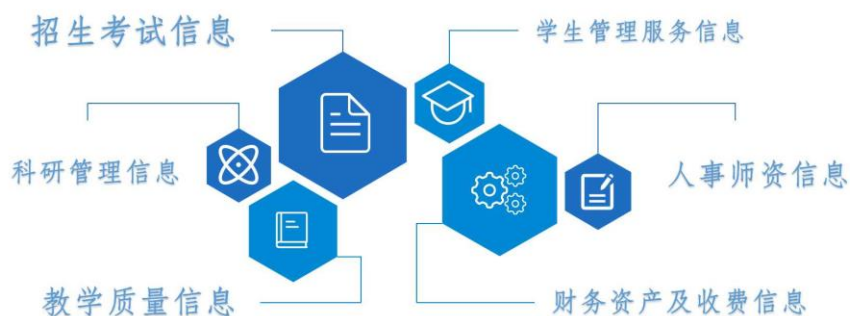 招生考试信息
学生管理服务信息
科研管理信息
人事师资信息
教学质量信息
财务资产及收费信息